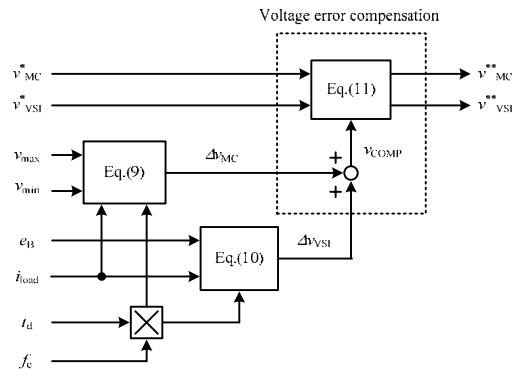 Voltage error compensation
v*MC
v**MC
Eq.(11)
v*VSI
v**VSI
vmax
Eq.(9)
ΔvMC
+
vCOMP
vmin
+
eB
Eq.(10)
ΔvVSI
iload
td
fc